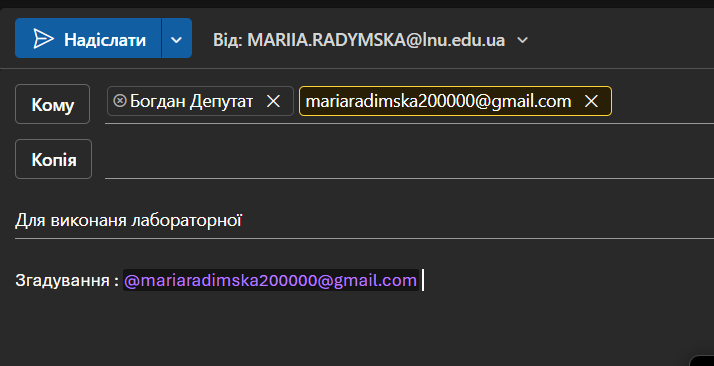 Надіслати Від: MARIIA.RADYMSKA@lnu.edu.ua
Кому Богдан Депутат mariaradimska200000@gmail.com
Копія
Для виконаня лабораторної
Згадування : @mariaradimska200000@gmail.com